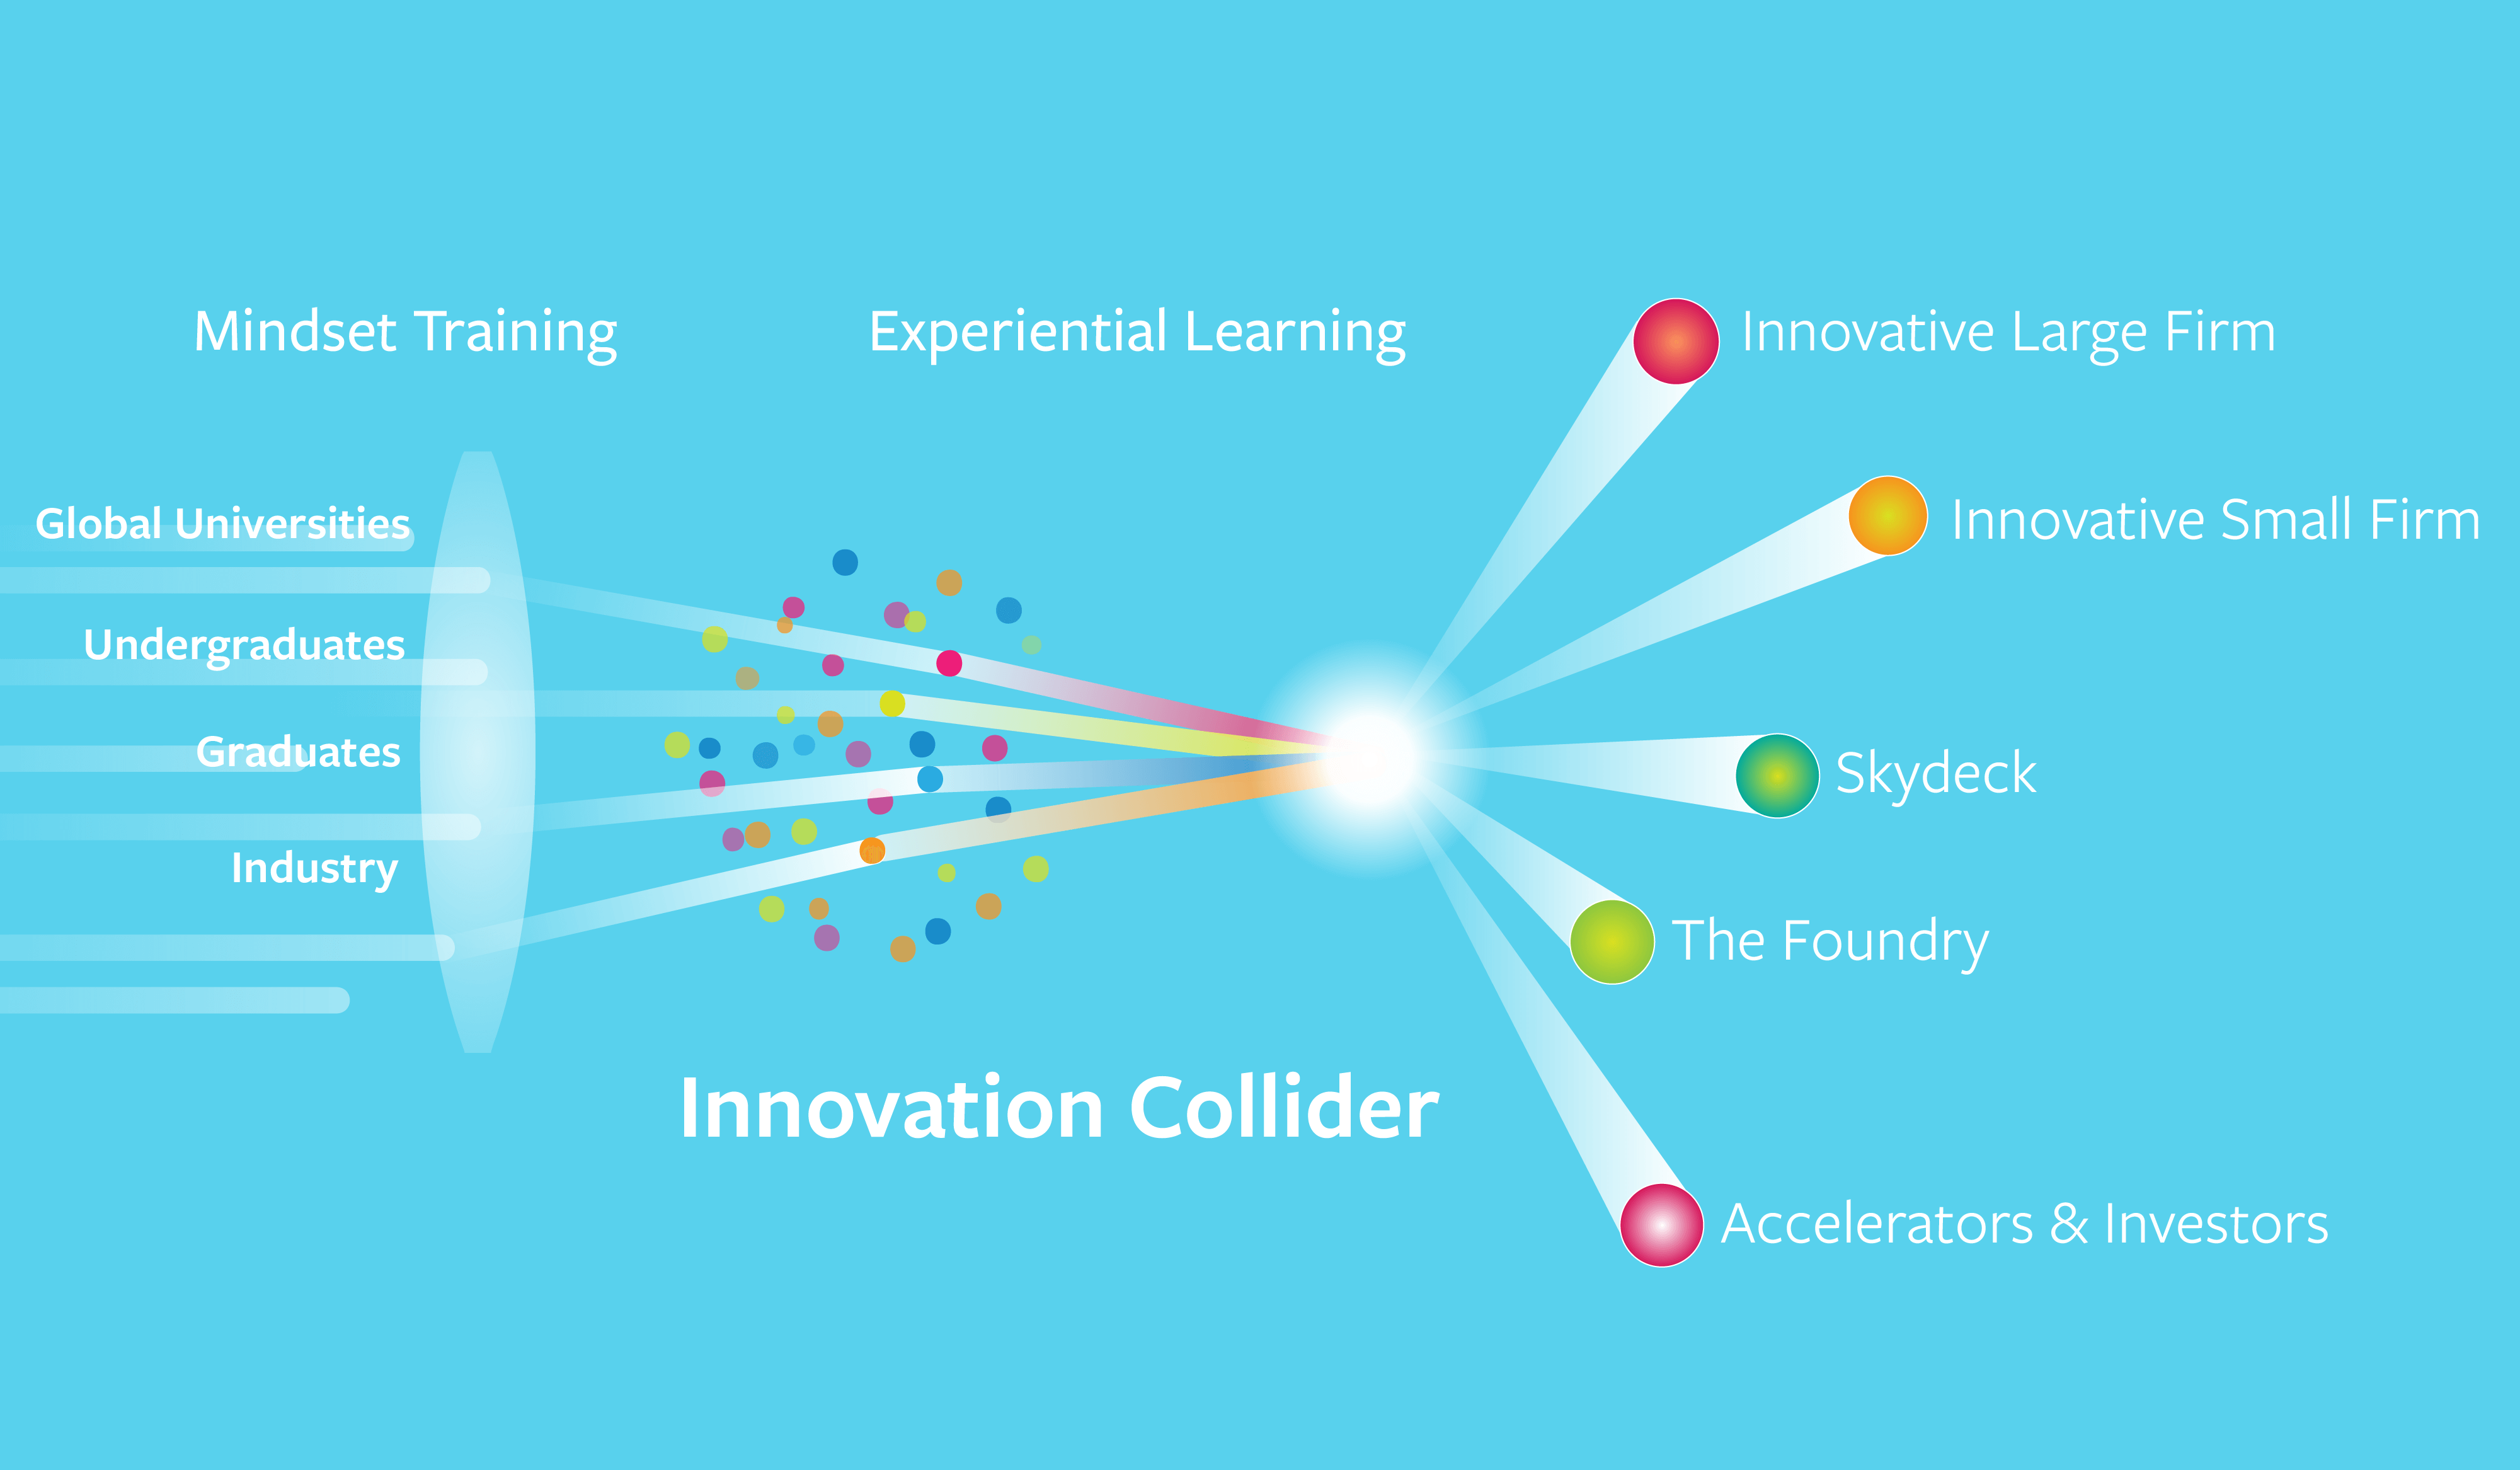 Mindset Training
Experiential Learning
Global Universities
Undergraduates
Graduates
Industry
Innovation Collider
Innovative Large Firm
Innovative Small Firm
Skydeck
The Foundry
Accelerators & Investors